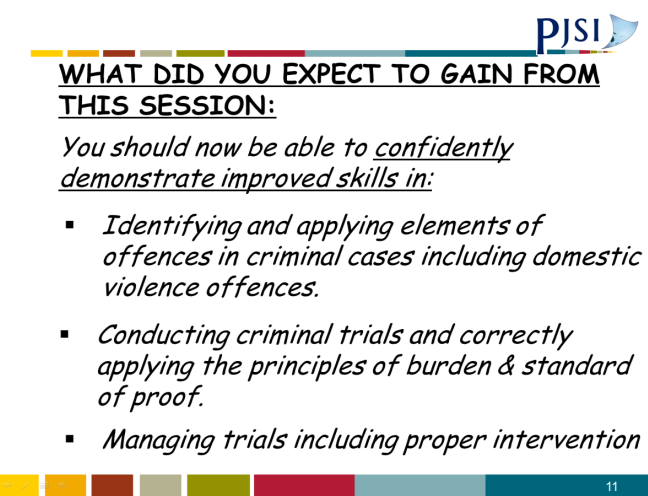 PJSI
WHAT DID YOU EXPECT TO GAIN FROM
THIS SESSION:
You should now be able to confidently
demonstrate improved skills in:
▪ Identifying and applying elements of
offences in criminal cases including domestic
violence offences.
▪ Conducting criminal trials and correctly
applying the principles of burden & standard
of proof.
▪ Managing trials including proper intervention
11